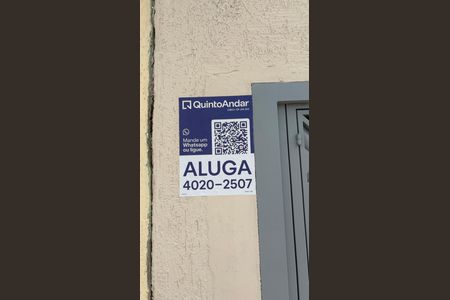 QuintoAndar
Mande um
Whatsapp
ou ligue.
ALUGA
4020-2507